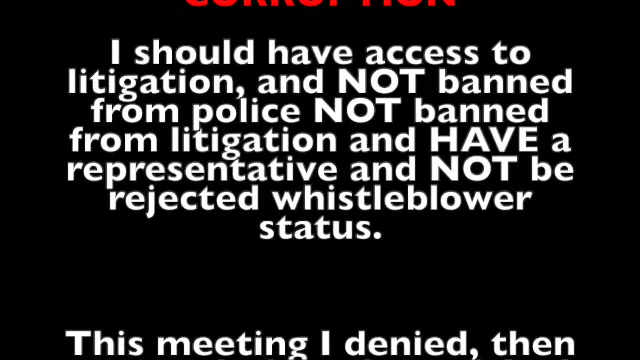 CORRUPTION
I should have access to
litigation, and NOT banned
from police NOT banned
from litigation and HAVE a
representative and NOT be
rejected whistleblower
status.
This meeting I denied, then